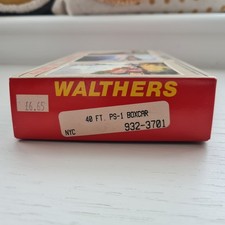 WALTHERS
40 FT. PS-1 BOXCAR
NYC 932-3701